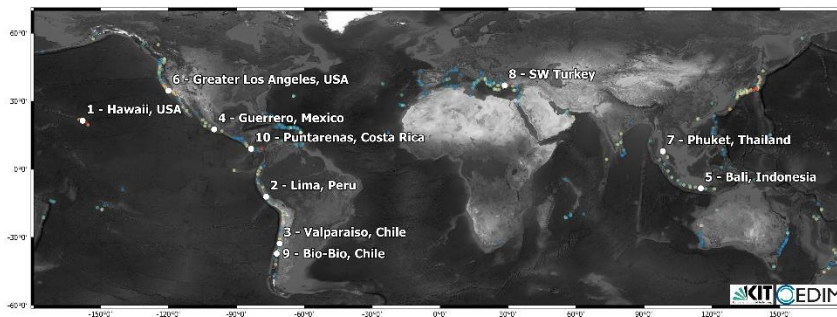 60°0'
30°0'
0°0'
-30°0'
-60°0'
6 - Greater Los Angeles, USA
8 - SW Turkey
1 - Hawaii, USA
4 - Guerrero, Mexico
10 - Puntarenas, Costa Rica
7 - Phuket, Thailand
2 - Lima, Peru
5 - Bali, Indonesia
3 - Valparaiso, Chile
9 - Bio-Bio, Chile
KIT CEDIM
-150°0' -120°0' -90°0' -60°0' -30°0' 0°0' 30°0' 60°0' 90°0' 120°0' 150°0'